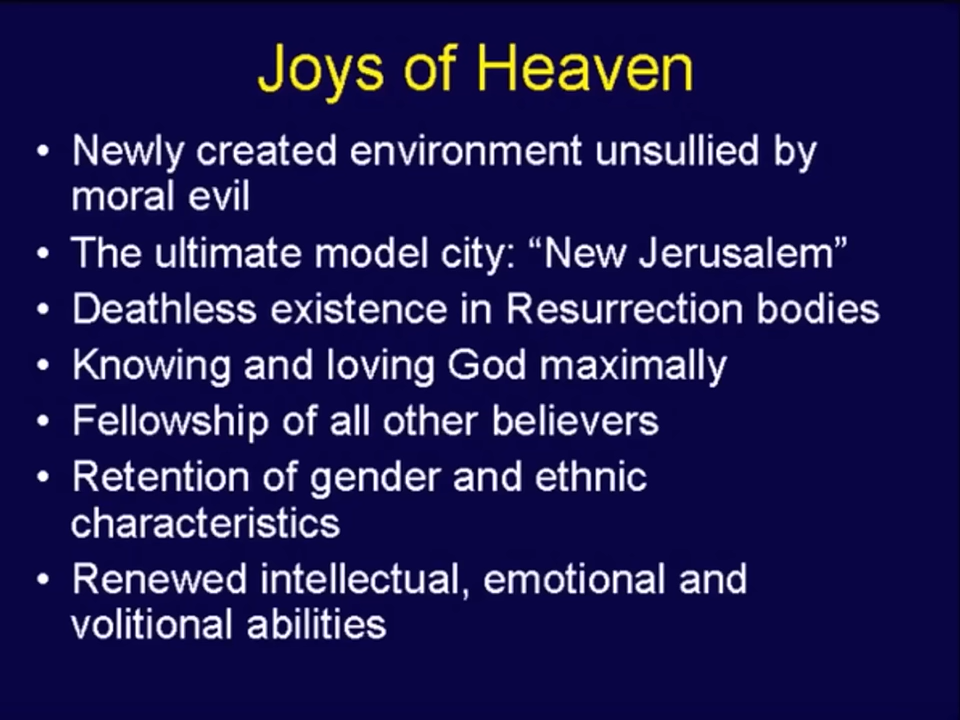 Joys of Heaven
• Newly created environment unsullied by
moral evil
• The ultimate model city: “New Jerusalem”
• Deathless existence in Resurrection bodies
• Knowing and loving God maximally
• Fellowship of all other believers
• Retention of gender and ethnic
characteristics
• Renewed intellectual, emotional and
volitional abilities